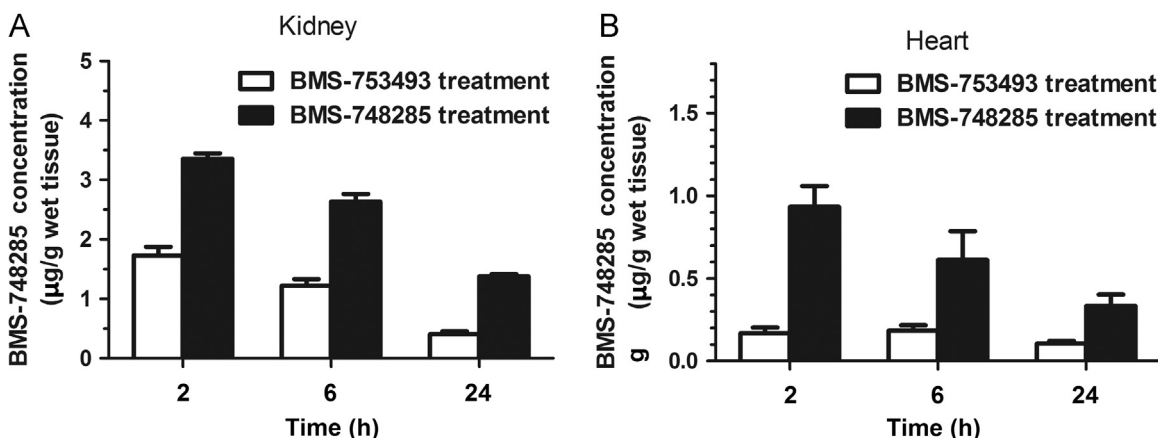 A
Kidney
BMS-748285 concentration
(µg/g wet tissue)
5
4
3
2
1
0
BMS-753493 treatment
BMS-748285 treatment
2
6
24
Time (h)
B
Heart
BMS-748285 concentration
g (µg/g wet tissue)
1.5
1.0
0.5
0.0
BMS-753493 treatment
BMS-748285 treatment
2
6
24
Time (h)